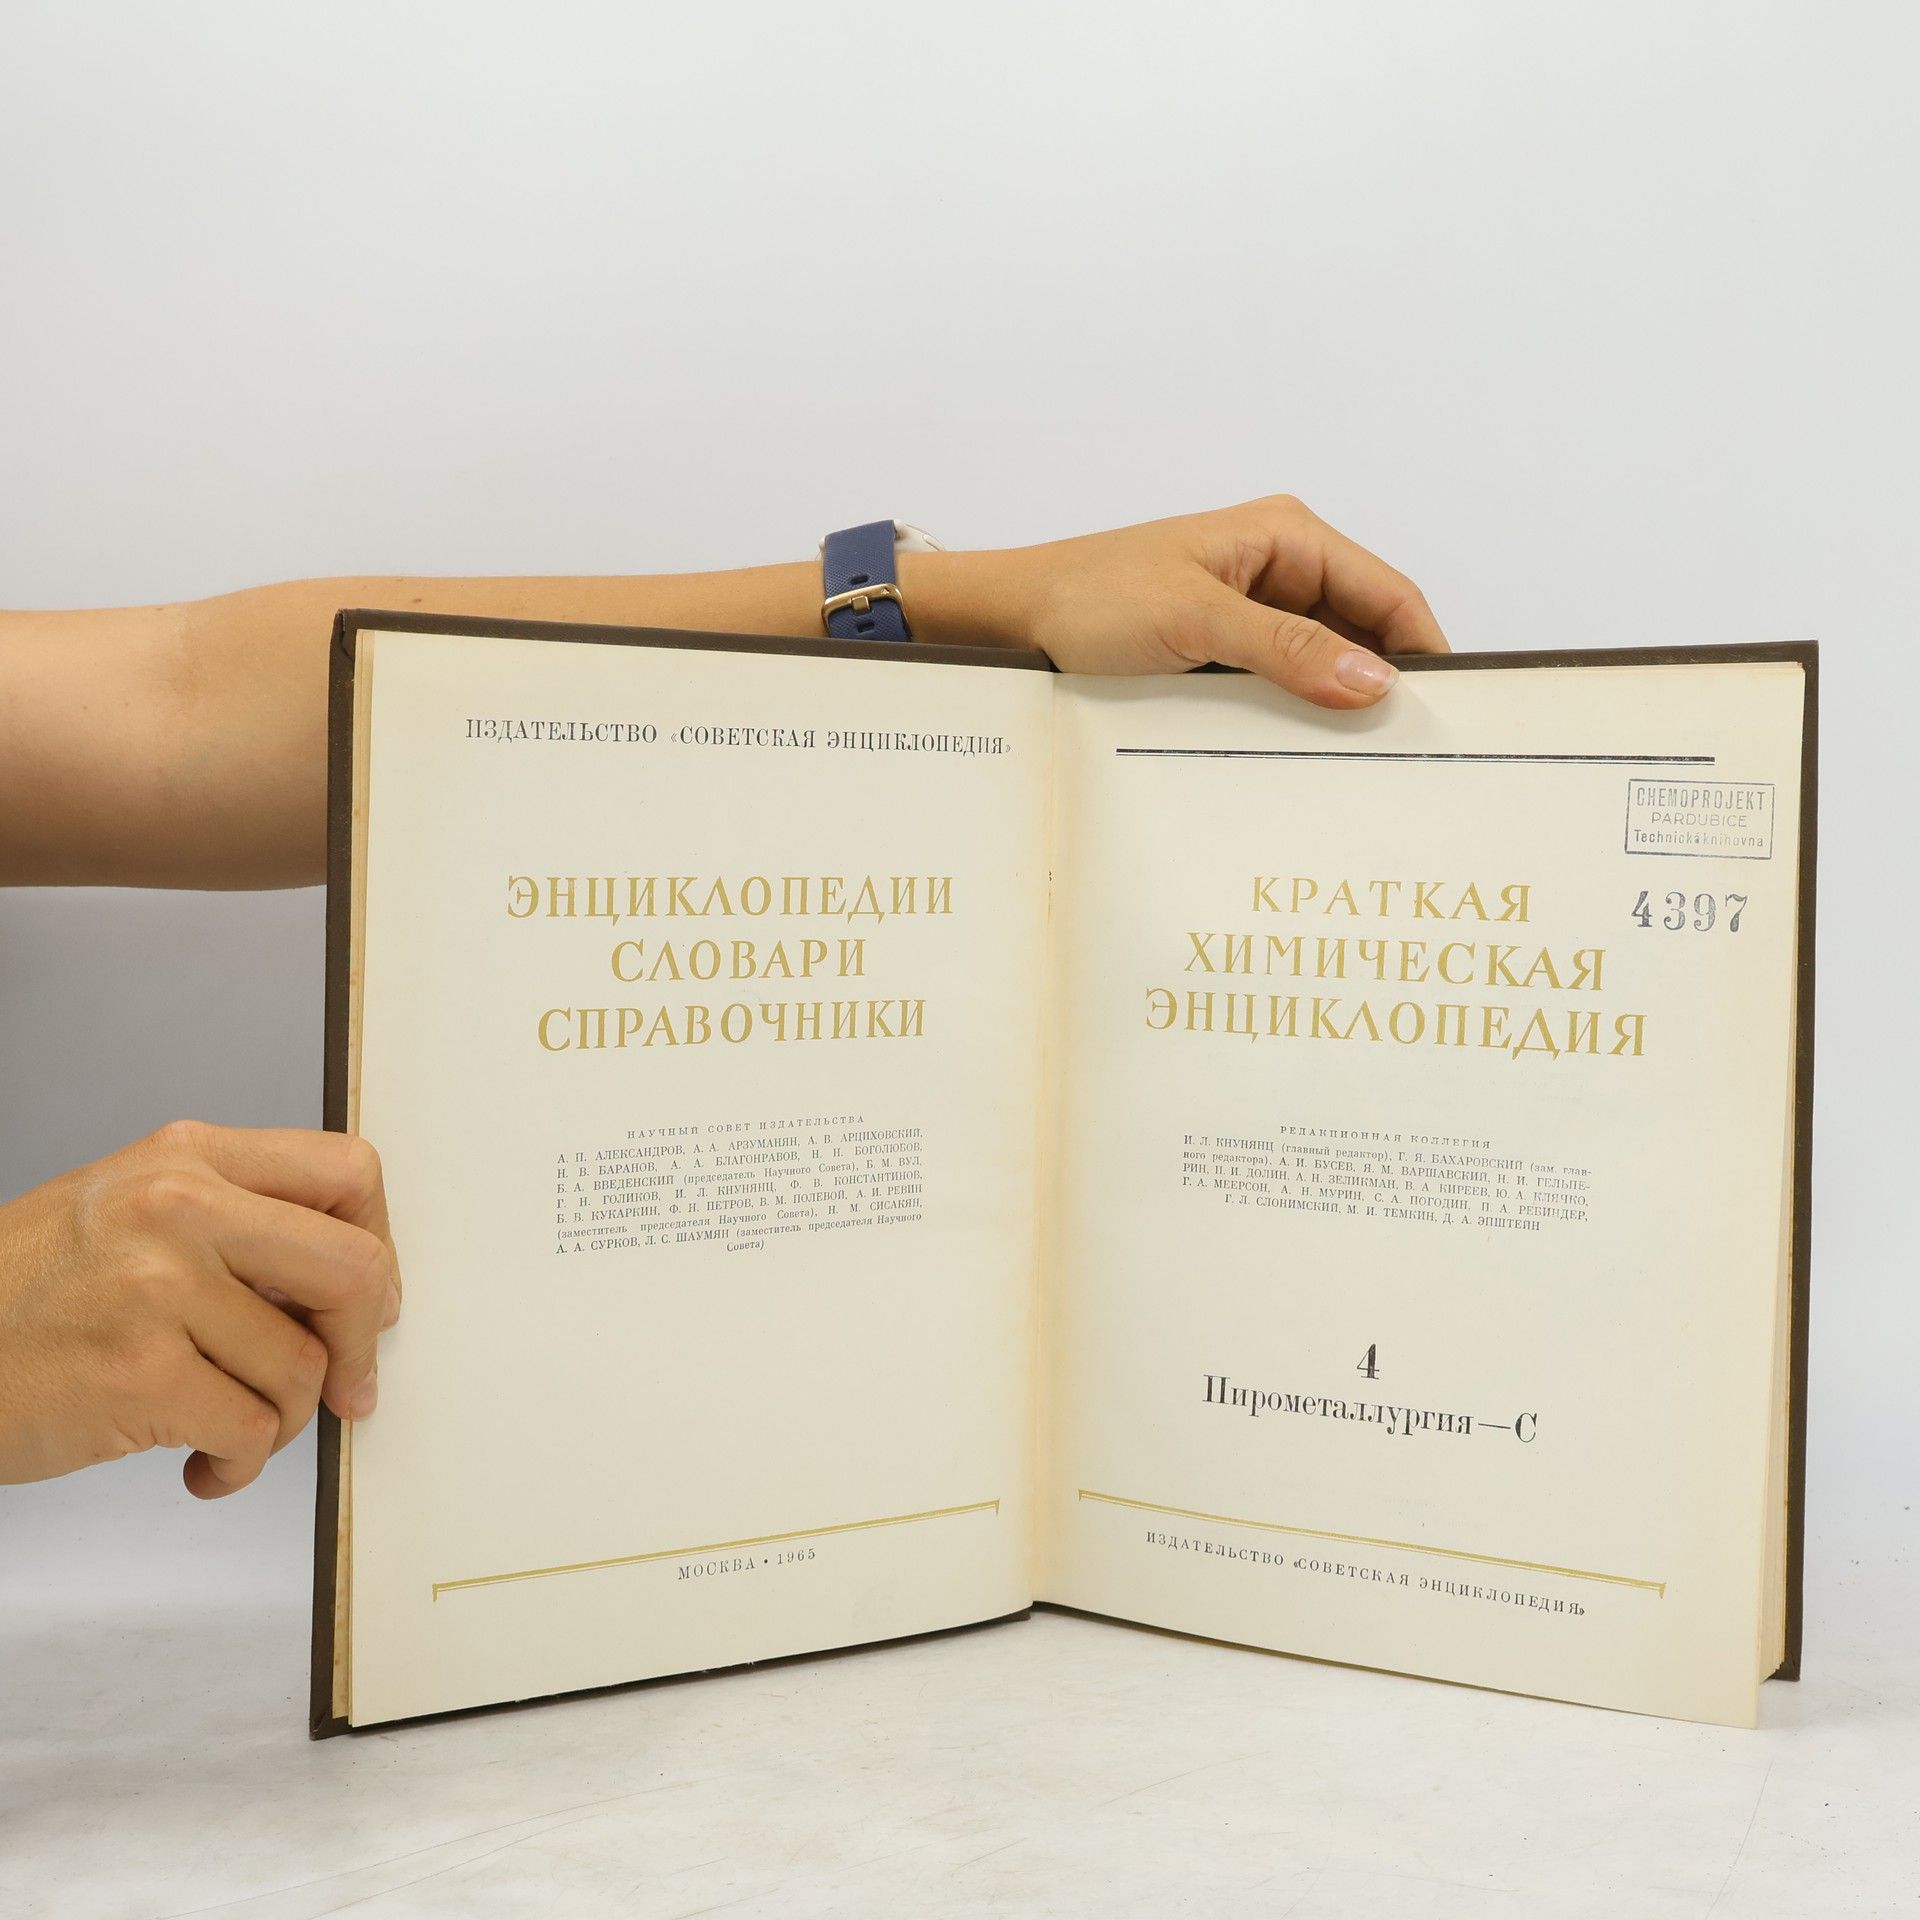 ИЗДАТЕЛЬСТВО «СОВЕТСКАЯ ЭНЦИКЛОПЕДИЯ»
ЭНЦИКЛОПЕДИИ
СЛОВАРИ
СПРАВОЧНИКИ
НАУЧНЫЙ СОВЕТ ИЗДАТЕЛЬСТВА
А. П. АЛЕКСАНДРОВ, А. А. АРЗУМАНЯН, А. В. АРЦИХОВСКИЙ,
Н. В. БАРАНОВ, А. А. БЛАГОНРАВОВ, Н. Н. БОГОЛЮБОВ,
Б. А. ВВЕДЕНСКИЙ (председатель Научного Совета), Б. М. ВУЛ,
Г. Н. ГОЛИКОВ, И. Л. КНУНЯНЦ, Ф. В. КОНСТАНТИНОВ,
Б. В. КУКАРКИН, Ф. Н. ПЕТРОВ, В. М. ПОЛЕВОЙ, А. И. РЕВИН
(заместитель председателя Научного Совета), Н. М. СИСАКЯН,
А. А. СУРКОВ, Л. С. ШАУМЯН (заместитель председателя Научного
Совета)
МОСКВА • 1965
CHEMOPROJEKT
PARDUBICE
Technická knihovna
4397
КРАТКАЯ
ХИМИЧЕСКАЯ
ЭНЦИКЛОПЕДИЯ
РЕДАКЦИОННАЯ КОЛЛЕГИЯ
И. Л. КНУНЯНЦ (главный редактор), Г. Я. БАХАРОВСКИЙ (зам. глав-
ного редактора), А. И. БУСЕВ, Я. М. ВАРШАВСКИЙ, Н. И. ГЕЛЬПЕ-
РИН, П. И. ДОЛИН, А. Н. ЗЕЛИКМАН, В. А. КИРЕЕВ, Ю. А. КЛЯЧКО,
Г. А. МЕЕРСОН, А. Н. МУРИН, С. А. ПОГОДИН, П. А. РЕБИНДЕР,
Г. Л. СЛОНИМСКИЙ, М. И. ТЕМКИН, Д. А. ЭПШТЕЙН
4
Пирометаллургия—С
ИЗДАТЕЛЬСТВО «СОВЕТСКАЯ ЭНЦИКЛОПЕДИЯ»